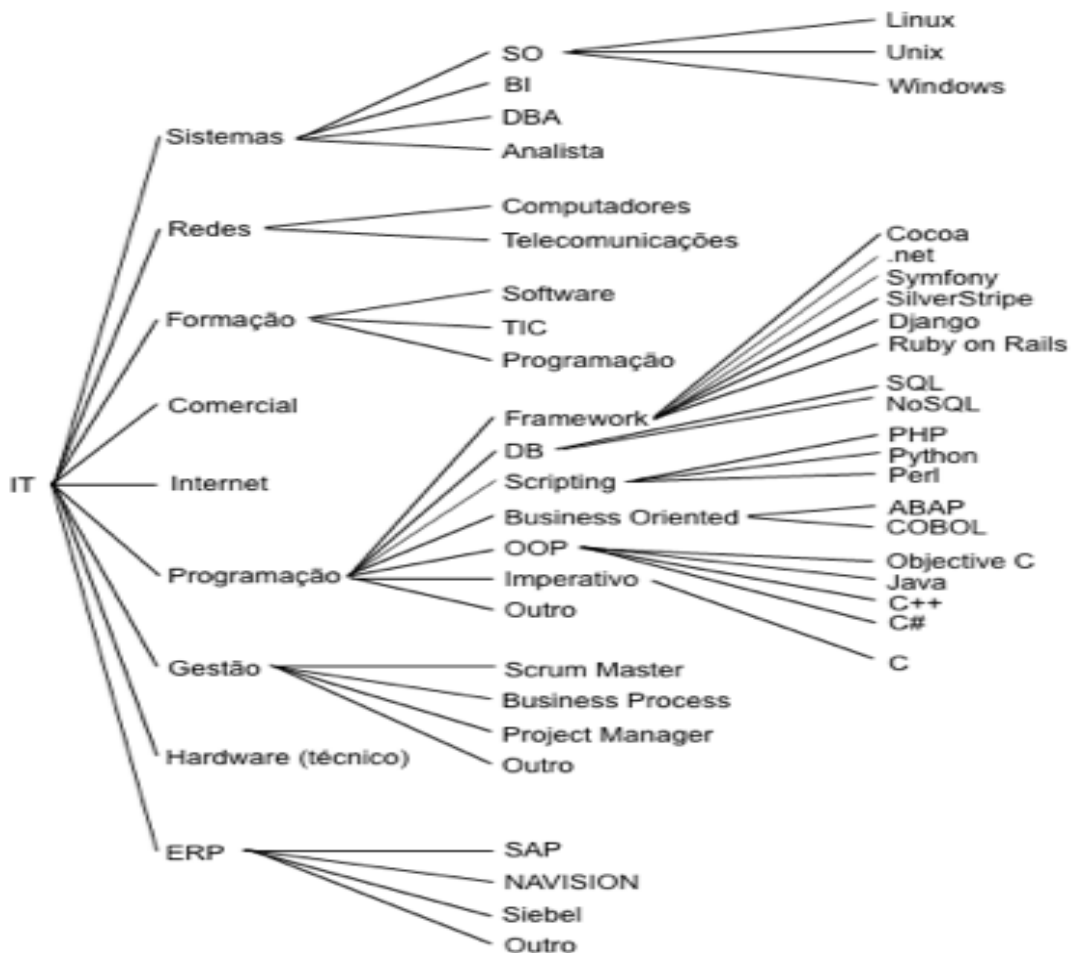 IT
Sistemas
SO
Linux
Unix
Windows
BI
DBA
Analista
Redes
Computadores
Telecomunicações
Formação
Software
TIC
Programação
Comercial
Internet
Programação
Framework
Cocoa
.net
Symfony
SilverStripe
Django
Ruby on Rails
DB
SQL
NoSQL
Scripting
PHP
Python
Perl
Business Oriented
ABAP
COBOL
OOP
Objective C
Java
C++
C#
Imperativo
C
Outro
Gestão
Scrum Master
Business Process
Project Manager
Outro
Hardware (técnico)
ERP
SAP
NAVISION
Siebel
Outro